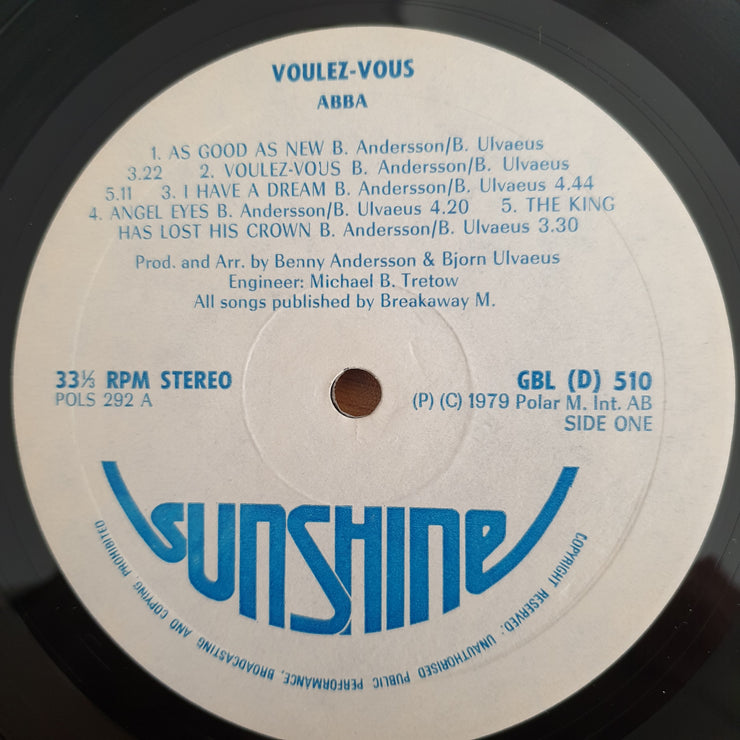 VOULEZ-VOUS
ABBA
1. AS GOOD AS NEW B. Andersson/B. Ulvaeus
3.22 2. VOULEZ-VOUS B. Andersson/B. Ulvaeus
5.11 3. I HAVE A DREAM B. Andersson/B. Ulvaeus 4.44
4. ANGEL EYES B. Andersson/B. Ulvaeus 4.20 5. THE KING
HAS LOST HIS CROWN B. Andersson/B. Ulvaeus 3.30
Prod. and Arr. by Benny Andersson & Bjorn Ulvaeus
Engineer: Michael B. Tretow
All songs published by Breakaway M.
33⅓ RPM STEREO
POLS 292 A
GBL (D) 510
(P) (C) 1979 Polar M. Int. AB
SIDE ONE
sunshine
COPYRIGHT RESERVED: UNAUTHORISED PUBLIC PERFORMANCE, BROADCASTING AND COPYING PROHIBITED